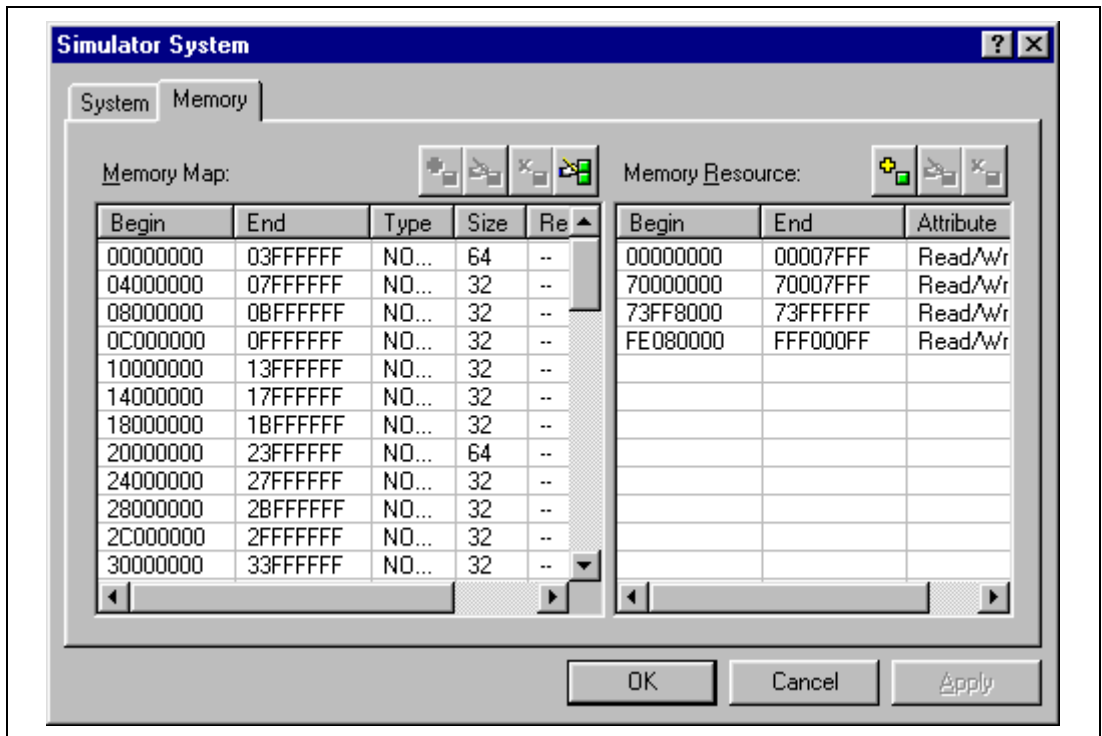 Simulator System
System Memory
Memory Map:
Begin End Type Size Re
00000000 03FFFFFF NO... 64 --
04000000 07FFFFFF NO... 32 --
08000000 0BFFFFFF NO... 32 --
0C000000 0FFFFFFF NO... 32 --
10000000 13FFFFFF NO... 32 --
14000000 17FFFFFF NO... 32 --
18000000 1BFFFFFF NO... 32 --
20000000 23FFFFFF NO... 64 --
24000000 27FFFFFF NO... 32 --
28000000 2BFFFFFF NO... 32 --
2C000000 2FFFFFFF NO... 32 --
30000000 33FFFFFF NO... 32 --
Memory Resource:
Begin End Attribute
00000000 00007FFF Read/Wr
70000000 70007FFF Read/Wr
73FF8000 73FFFFFF Read/Wr
FE080000 FFF000FF Read/Wr
OK Cancel Apply